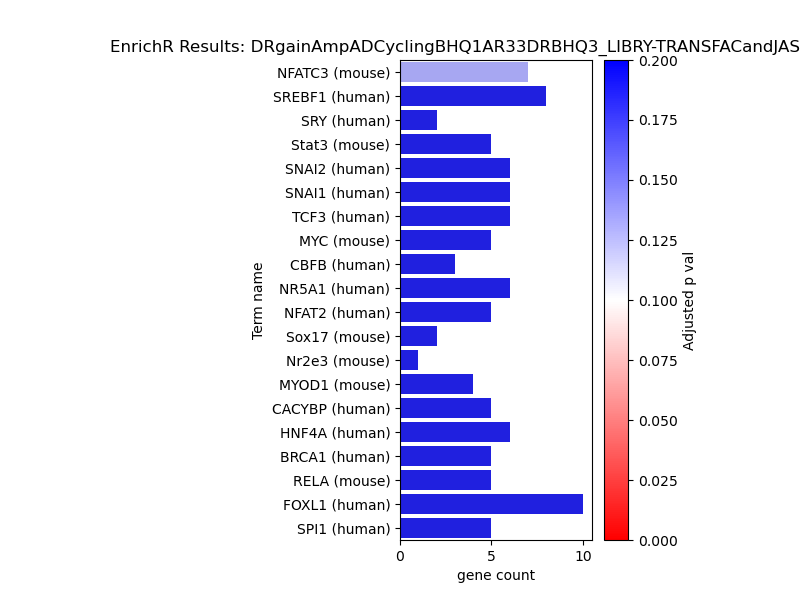 EnrichR Results: DRgainAmpADCyclingBHQ1AR33DRBHQ3_LIBRY-TRANSFACandJAS
NFATC3 (mouse)
SREBF1 (human)
SRY (human)
Stat3 (mouse)
SNAI2 (human)
SNAI1 (human)
TCF3 (human)
MYC (mouse)
CBFB (human)
NR5A1 (human)
NFAT2 (human)
Sox17 (mouse)
Nr2e3 (mouse)
MYOD1 (mouse)
CACYBP (human)
HNF4A (human)
BRCA1 (human)
RELA (mouse)
FOXL1 (human)
SPI1 (human)
Term name
0 5 10
gene count
0.200
0.175
0.150
0.125
0.100
0.075
0.050
0.025
0.000
Adjusted p val